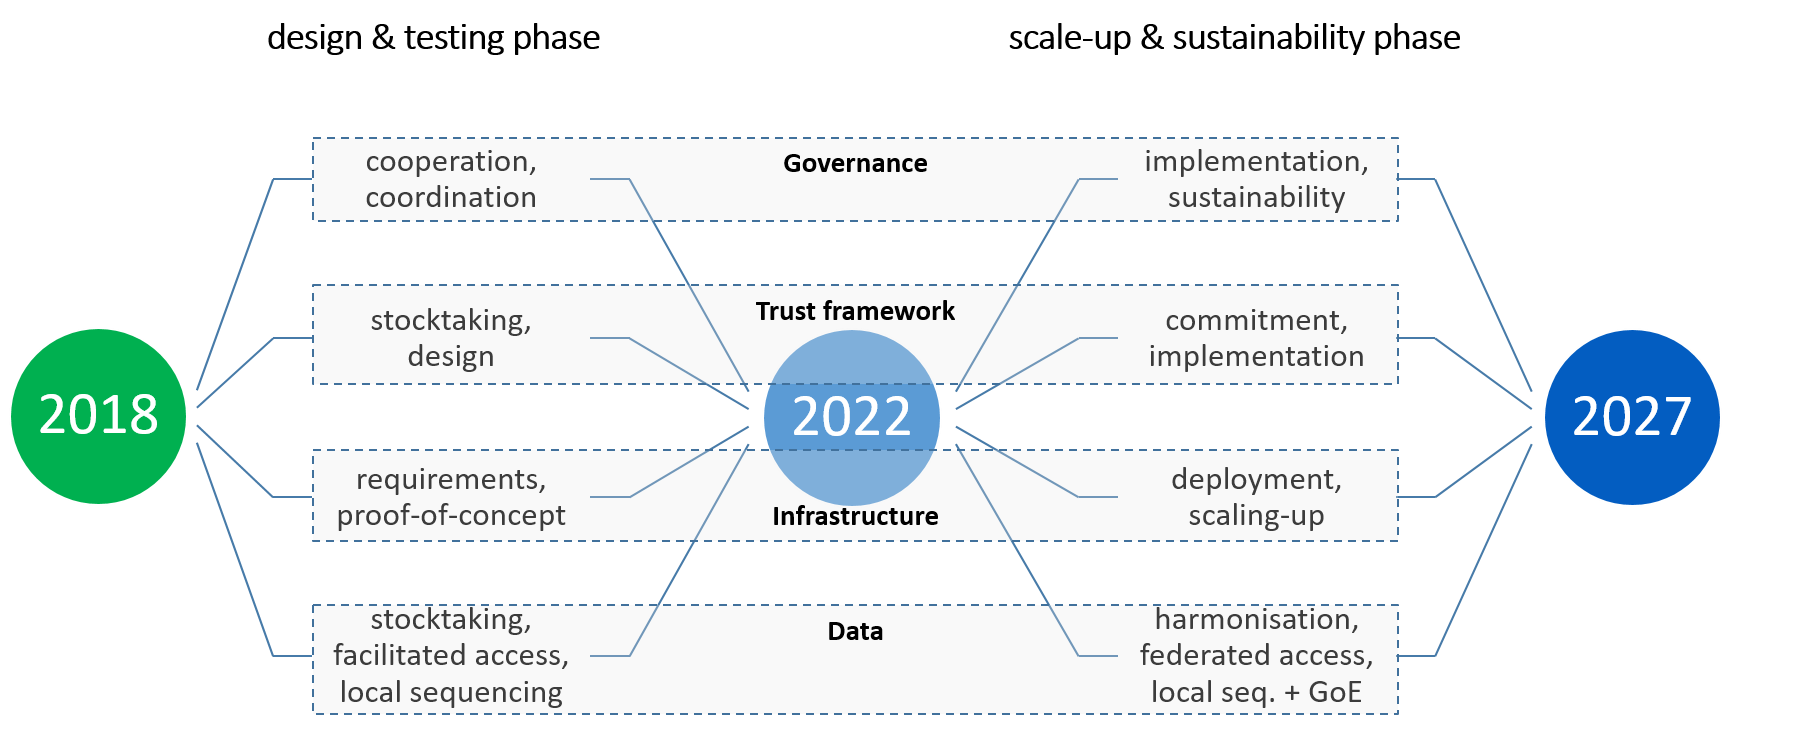 design & testing phase
scale-up & sustainability phase
cooperation,
coordination
Governance
implementation,
sustainability
stocktaking,
design
Trust framework
commitment,
implementation
2018
2022
2027
requirements,
proof-of-concept
Infrastructure
deployment,
scaling-up
stocktaking,
facilitated access,
local sequencing
Data
harmonisation,
federated access,
local seq. + GoE